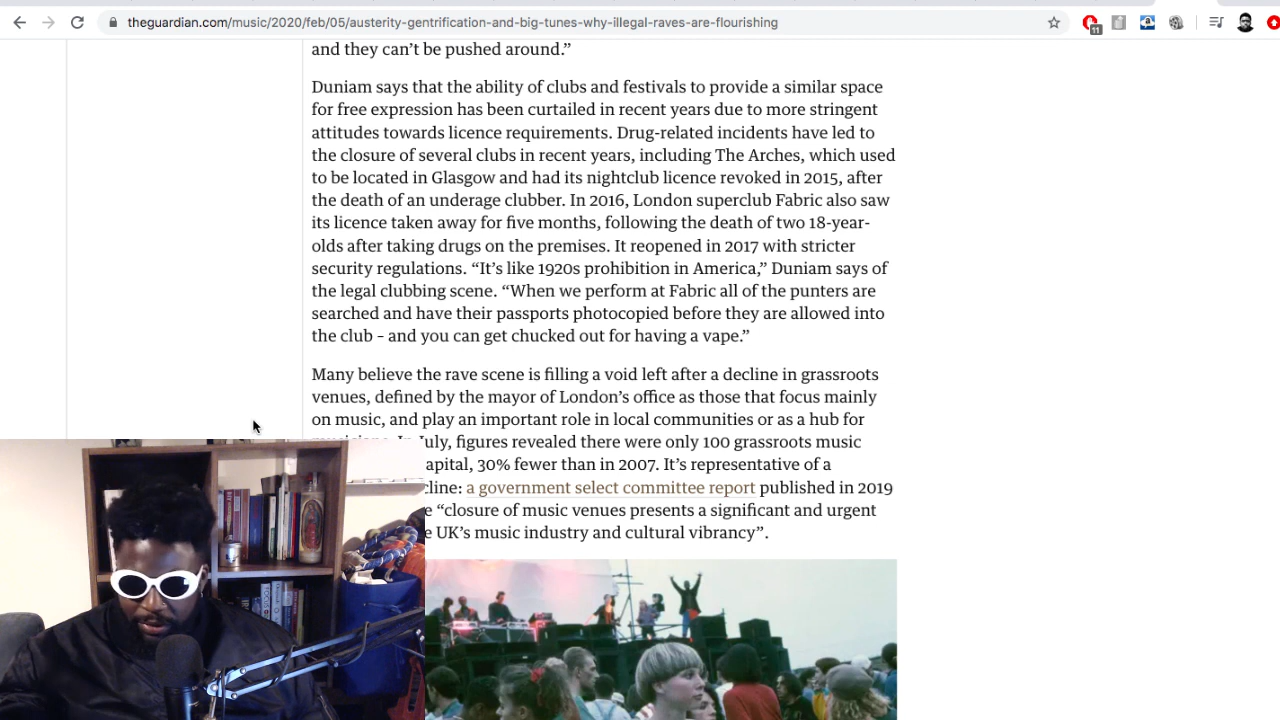 theguardian.com/music/2020/feb/05/austerity-gentrification-and-big-tunes-why-illegal-raves-are-flourishing
11
and they can’t be pushed around.”
Duniam says that the ability of clubs and festivals to provide a similar space
for free expression has been curtailed in recent years due to more stringent
attitudes towards licence requirements. Drug-related incidents have led to
the closure of several clubs in recent years, including The Arches, which used
to be located in Glasgow and had its nightclub licence revoked in 2015, after
the death of an underage clubber. In 2016, London superclub Fabric also saw
its licence taken away for five months, following the death of two 18-year-
olds after taking drugs on the premises. It reopened in 2017 with stricter
security regulations. “It’s like 1920s prohibition in America,” Duniam says of
the legal clubbing scene. “When we perform at Fabric all of the punters are
searched and have their passports photocopied before they are allowed into
the club – and you can get chucked out for having a vape.”
Many believe the rave scene is filling a void left after a decline in grassroots
venues, defined by the mayor of London’s office as those that focus mainly
on music, and play an important role in local communities or as a hub for
July, figures revealed there were only 100 grassroots music
apital, 30% fewer than in 2007. It’s representative of a
cline: a government select committee report published in 2019
e “closure of music venues presents a significant and urgent
e UK’s music industry and cultural vibrancy”.